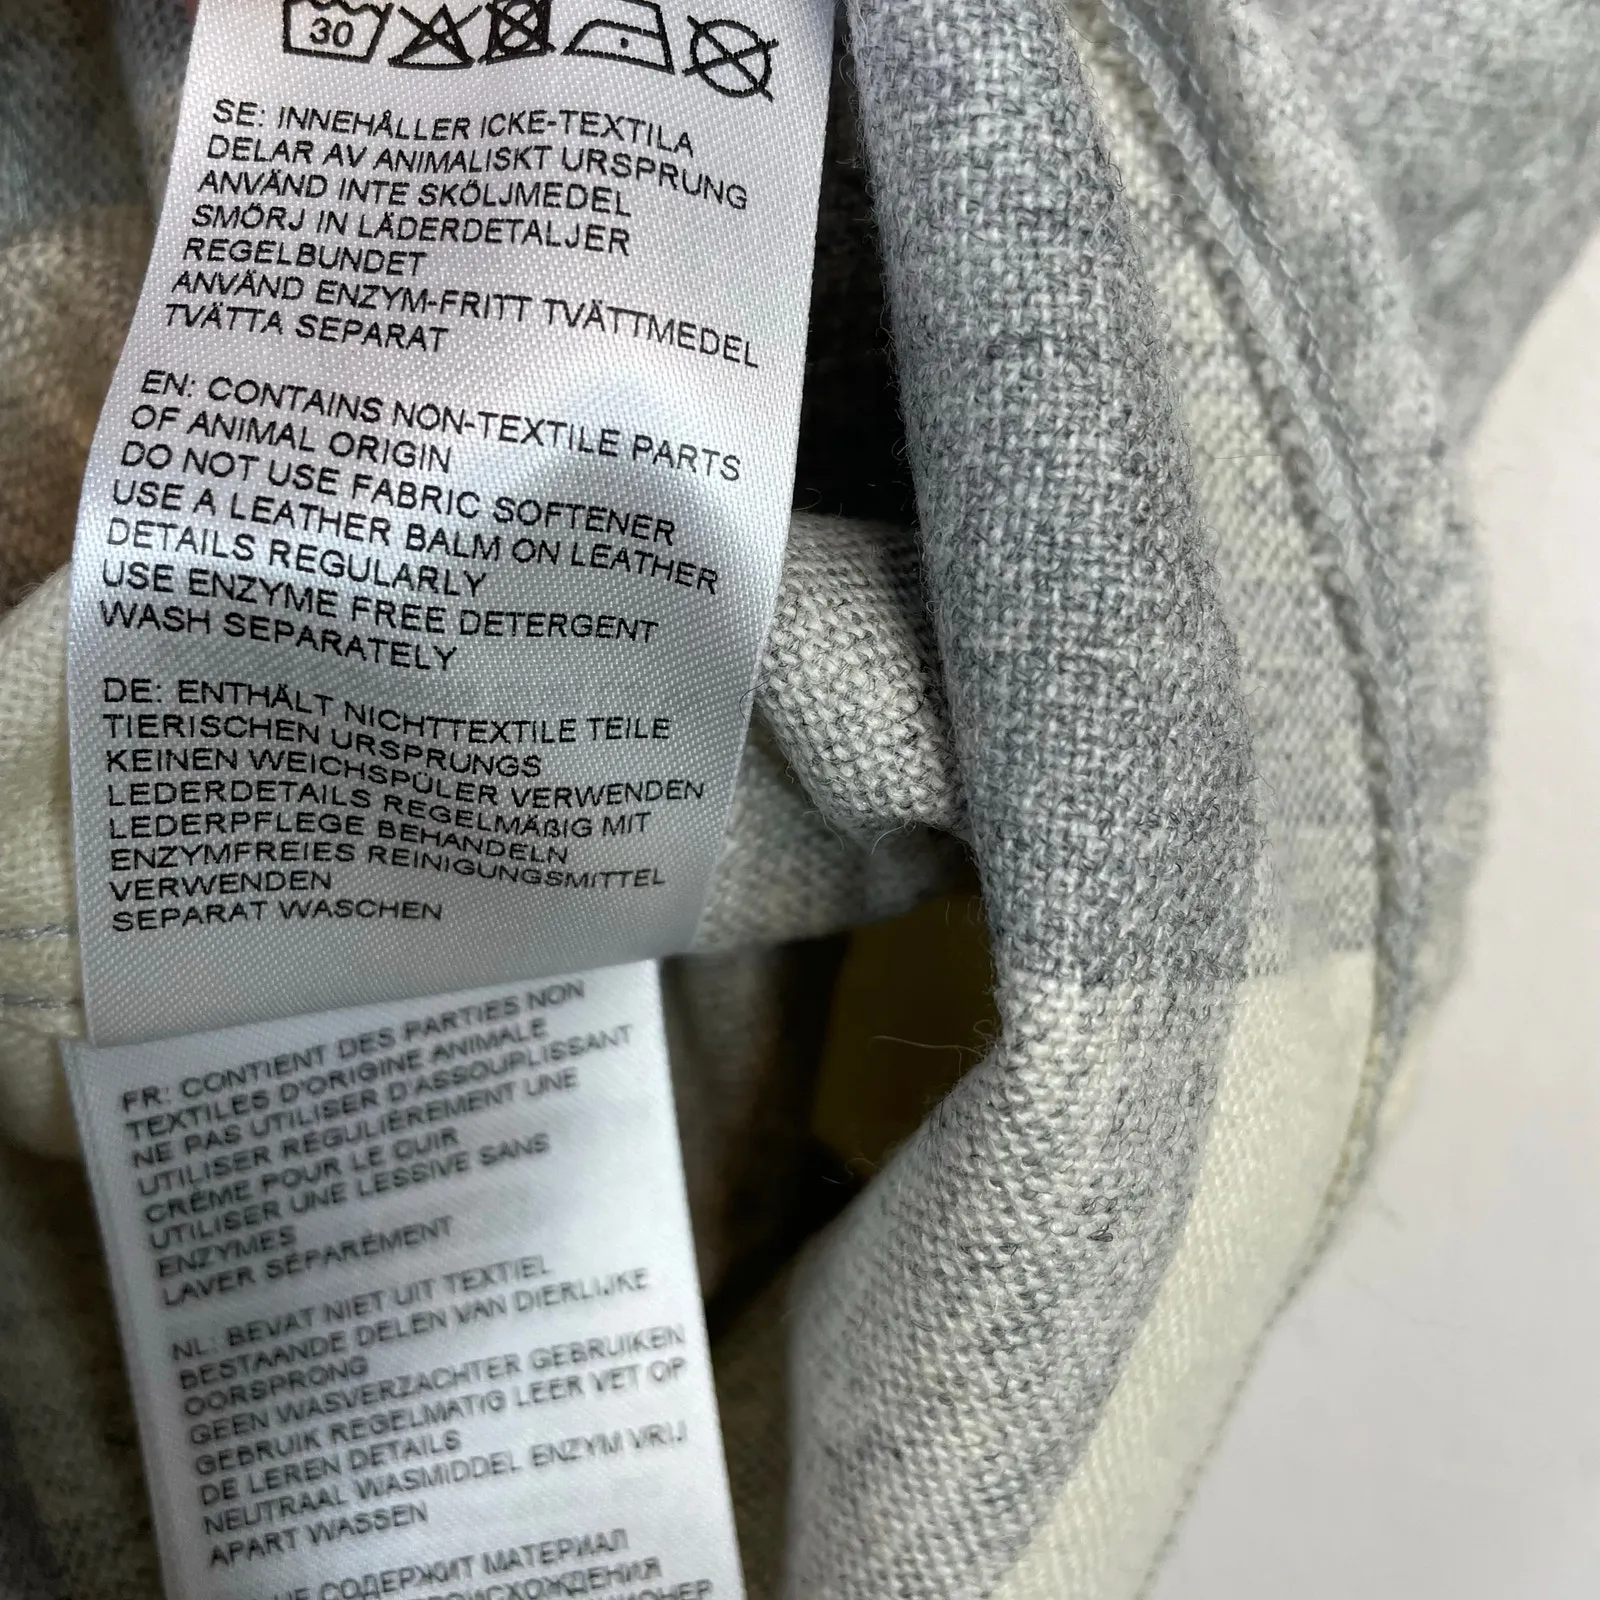 30
SE: INNEHÅLLER ICKE-TEXTILA
DELAR AV ANIMALISKT URSPRUNG
ANVÄND INTE SKÖLJMEDEL
SMÖRJ IN LÄDERDETALJER
REGELBUNDET
ANVÄND ENZYM-FRITT TVÄTTMEDEL
TVÄTTA SEPARAT
EN: CONTAINS NON-TEXTILE PARTS
OF ANIMAL ORIGIN
DO NOT USE FABRIC SOFTENER
USE A LEATHER BALM ON LEATHER
DETAILS REGULARLY
USE ENZYME FREE DETERGENT
WASH SEPARATELY
DE: ENTHÄLT NICHTTEXTILE TEILE
TIERISCHEN URSPRUNGS
KEINEN WEICHSPÜLER VERWENDEN
LEDERDETAILS REGELMÄßIG MIT
LEDERPFLEGE BEHANDELN
ENZYMFREIES REINIGUNGSMITTEL
VERWENDEN
SEPARAT WASCHEN
FR: CONTIENT DES PARTIES NON
TEXTILES D'ORIGINE ANIMALE
NE PAS UTILISER D'ASSOUPLISSANT
UTILISER RÉGULIÈREMENT UNE
CRÈME POUR LE CUIR
UTILISER UNE LESSIVE SANS
ENZYMES
LAVER SÉPARÉMENT
NL: BEVAT NIET UIT TEXTIEL
BESTAANDE DELEN VAN DIERLIJKE
OORSPRONG
GEEN WASVERZACHTER GEBRUIKEN
GEBRUIK REGELMATIG LEER VET OP
DE LEREN DETAILS
NEUTRAAL WASMIDDEL ENZYM VRIJ
APART WASSEN
СОДЕРЖИТ МАТЕРИАЛ